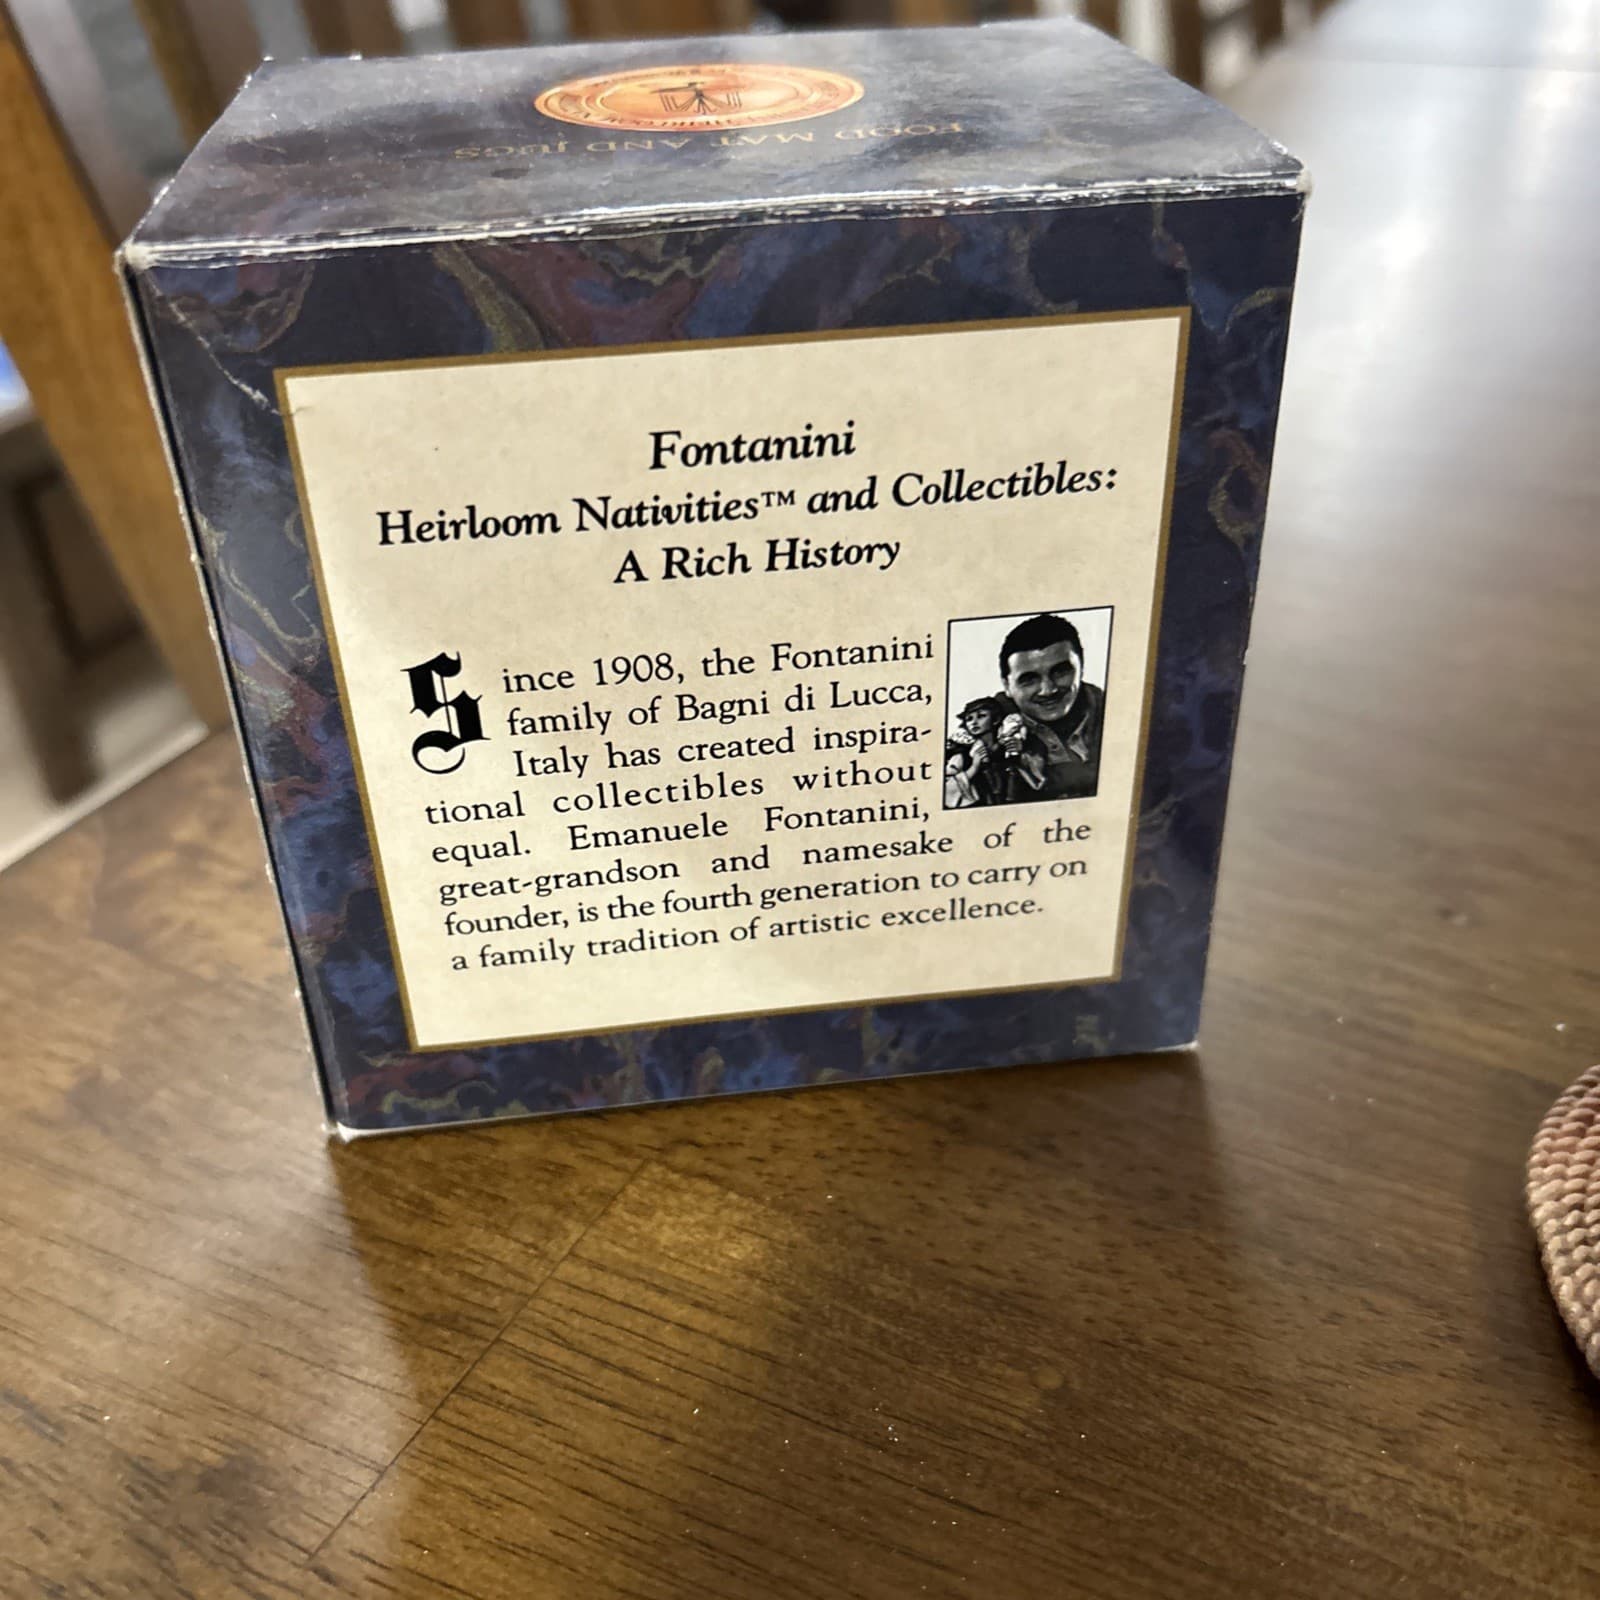 FOOD MAT AND JUGS
Fontanini
Heirloom Nativities™ and Collectibles:
A Rich History
Since 1908, the Fontanini
family of Bagni di Lucca,
Italy has created inspira-
tional collectibles without
equal. Emanuele Fontanini,
great-grandson and namesake of the
founder, is the fourth generation to carry on
a family tradition of artistic excellence.